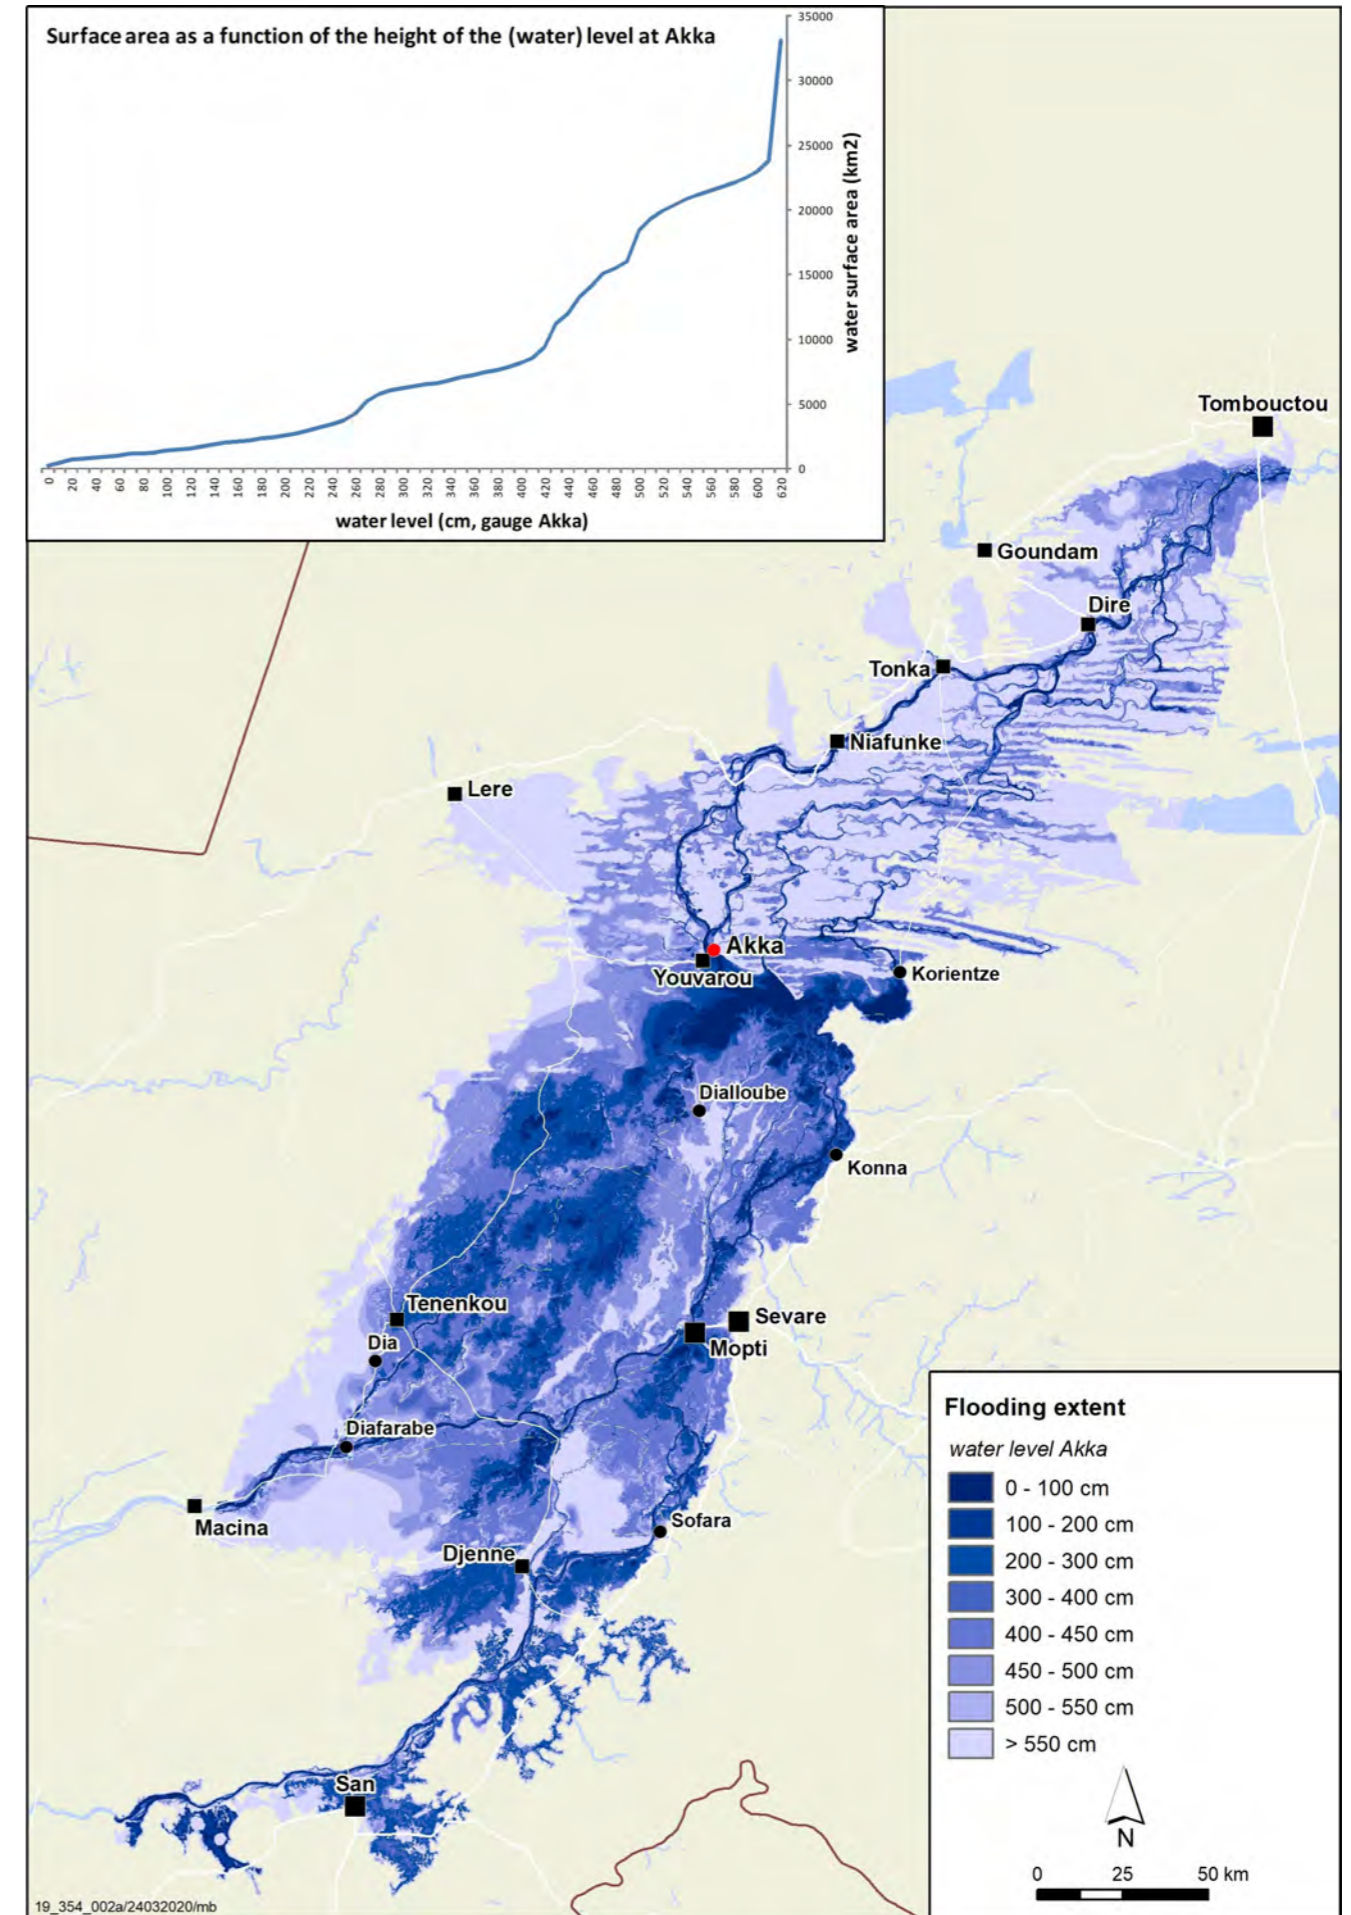 Surface area as a function of the height of the (water) level at Akka
35000
30000
25000
20000
15000
10000
5000
0
water surface area (km2)
0 20 40 60 80 100 120 140 160 180 200 220 240 260 280 300 320 340 360 380 400 420 440 460 480 500 520 540 560 580 600 620
water level (cm, gauge Akka)
Tombouctou
Goundam
Dire
Tonka
Niafunke
Lere
Akka
Youvarou
Korientze
Dialloube
Konna
Tenenkou
Sevare
Mopti
Dia
Diafarabe
Macina
Sofara
Djenne
San
Flooding extent
water level Akka
0 - 100 cm
100 - 200 cm
200 - 300 cm
300 - 400 cm
400 - 450 cm
450 - 500 cm
500 - 550 cm
> 550 cm
N
0 25 50 km
19_354_002a/24032020/mb